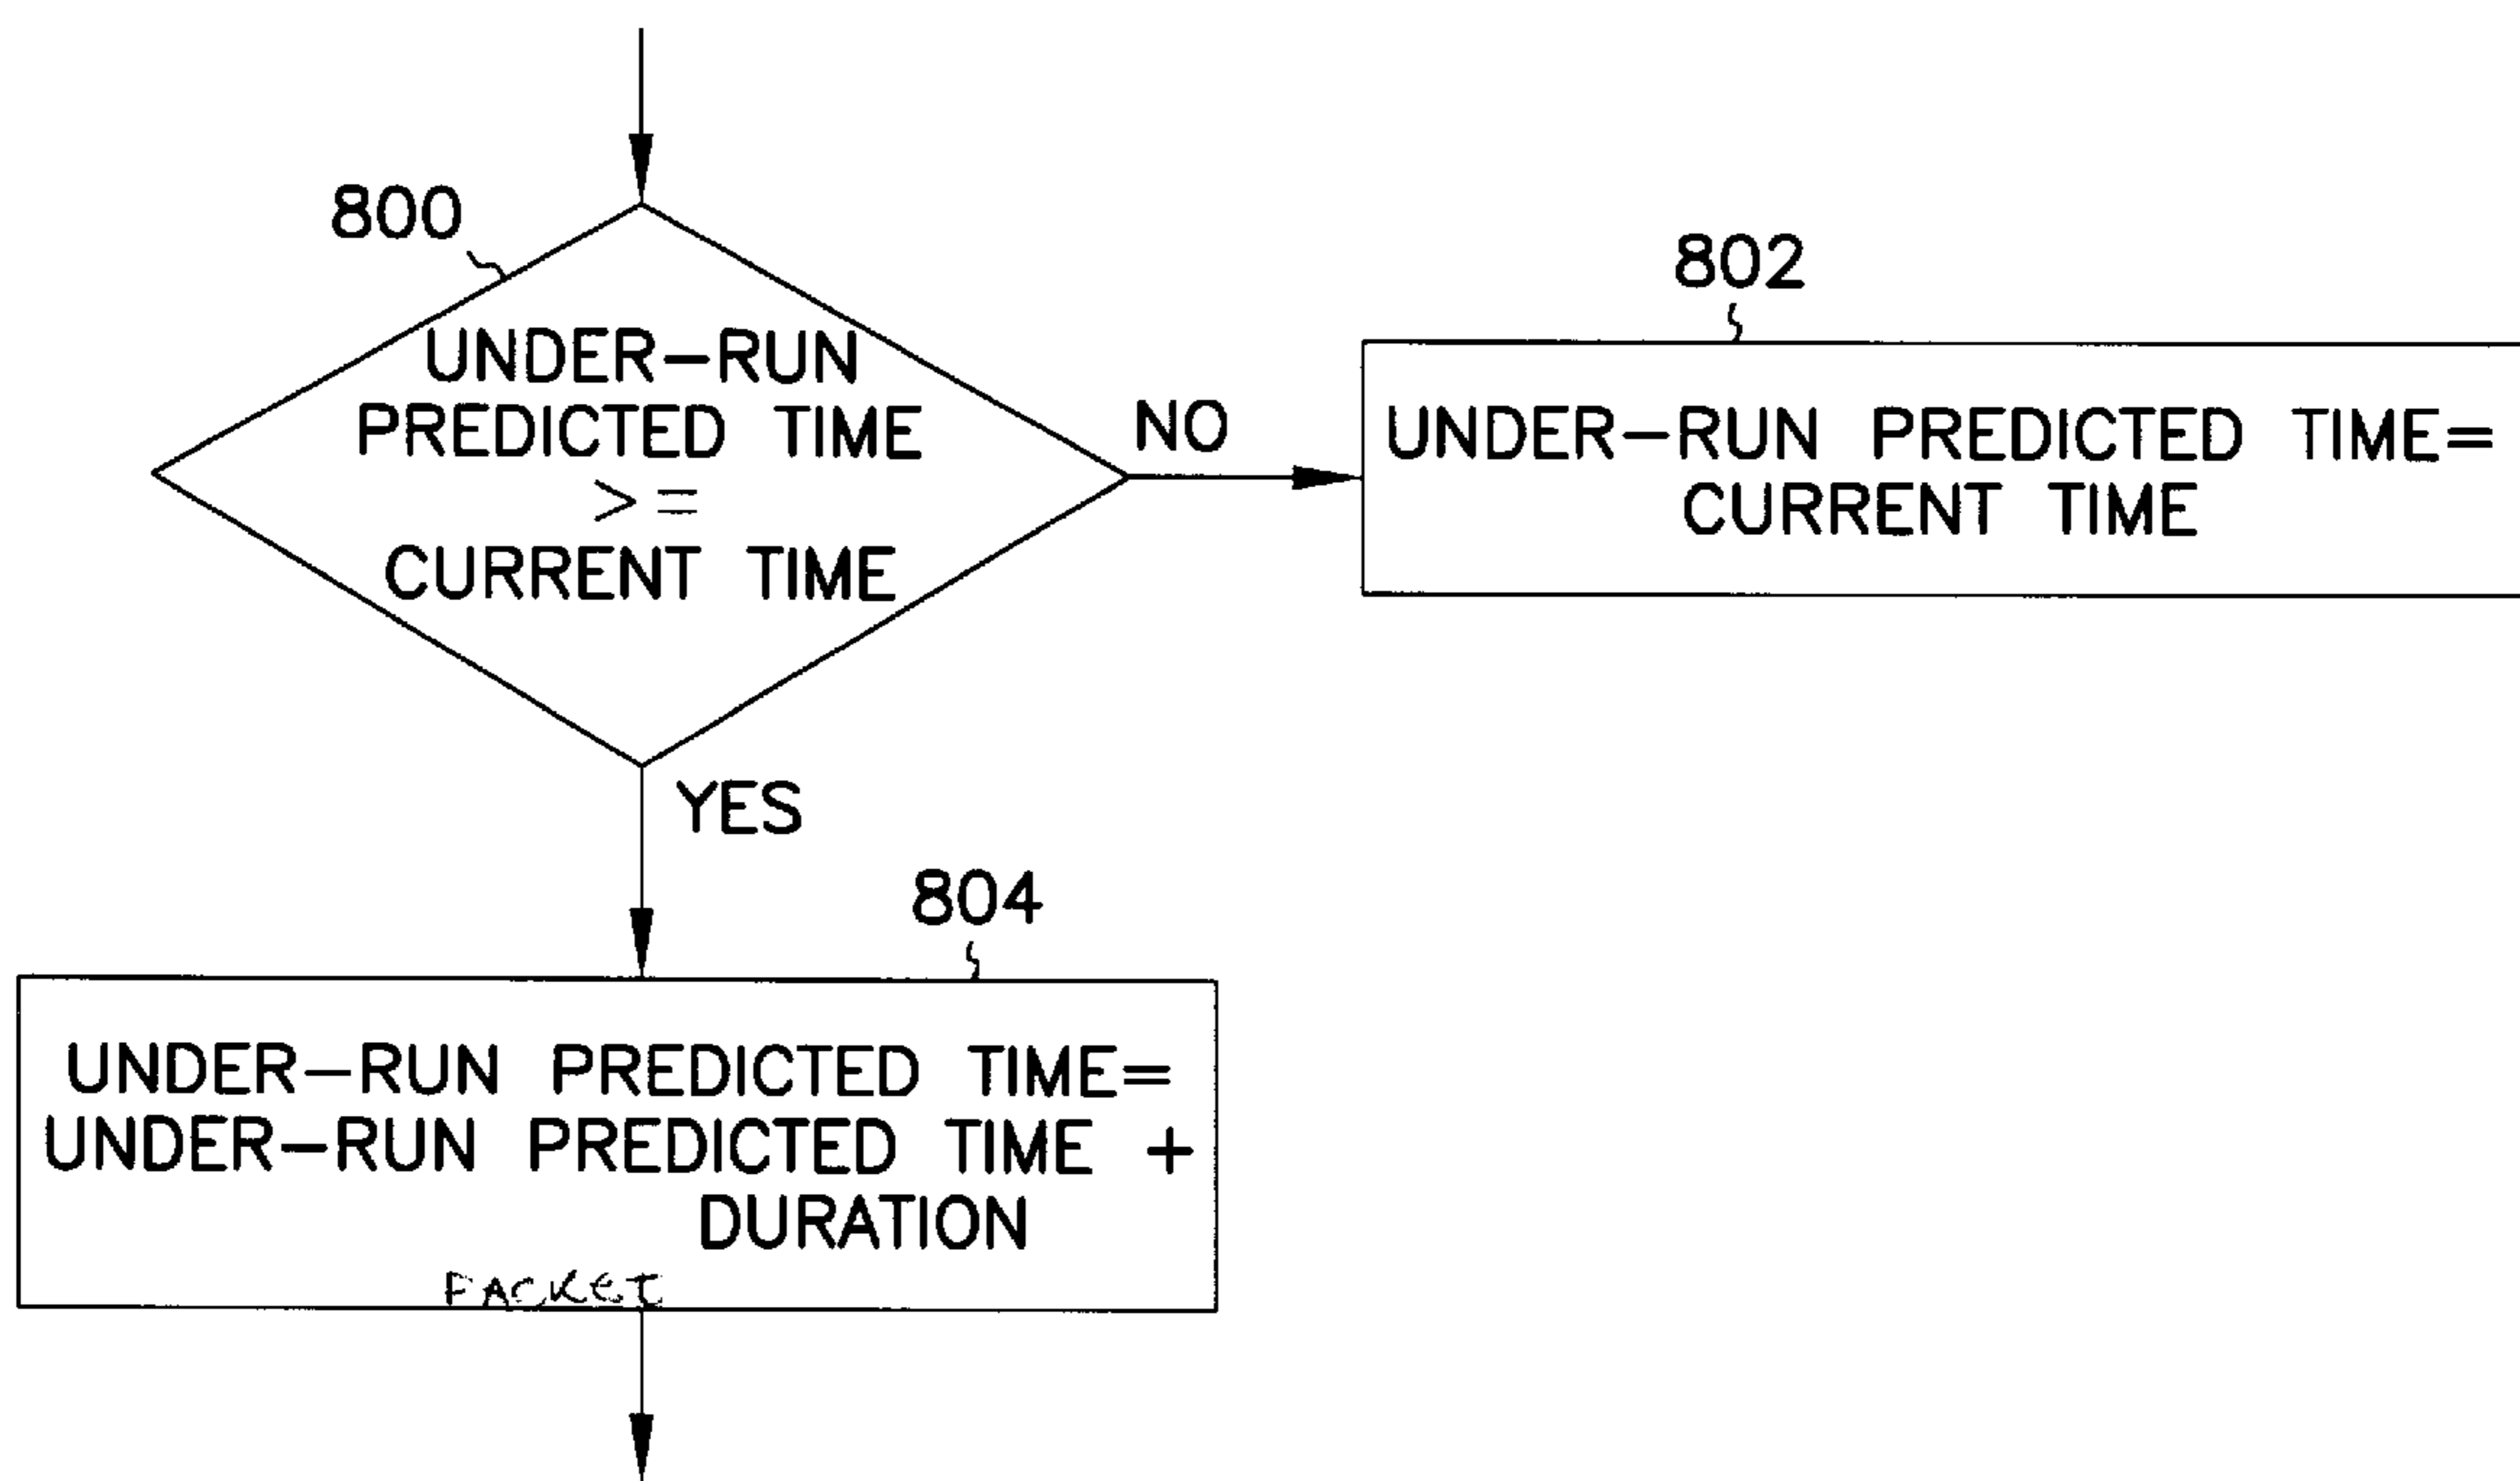 800
UNDER-RUN
PREDICTED TIME
>=
CURRENT TIME
NO
802
UNDER-RUN PREDICTED TIME=
CURRENT TIME
YES
804
UNDER-RUN PREDICTED TIME=
UNDER-RUN PREDICTED TIME +
DURATION
PACKET